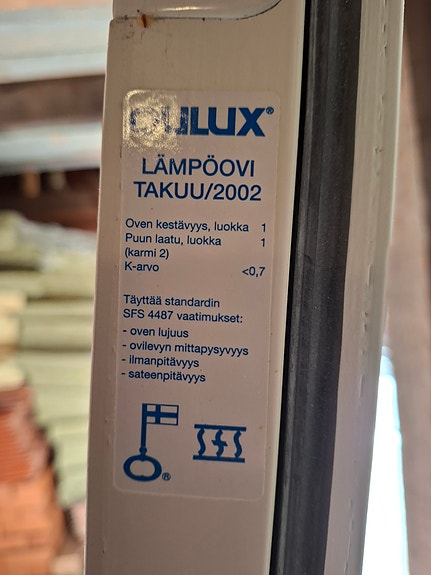 OULUX®
LÄMPÖOVI
TAKUU/2002
Oven kestävyys, luokka 1
Puun laatu, luokka 1
(karmi 2)
K-arvo <0,7
Täyttää standardin
SFS 4487 vaatimukset:
- oven lujuus
- ovilevyn mittapysyvyys
- ilmanpitävyys
- sateenpitävyys
®